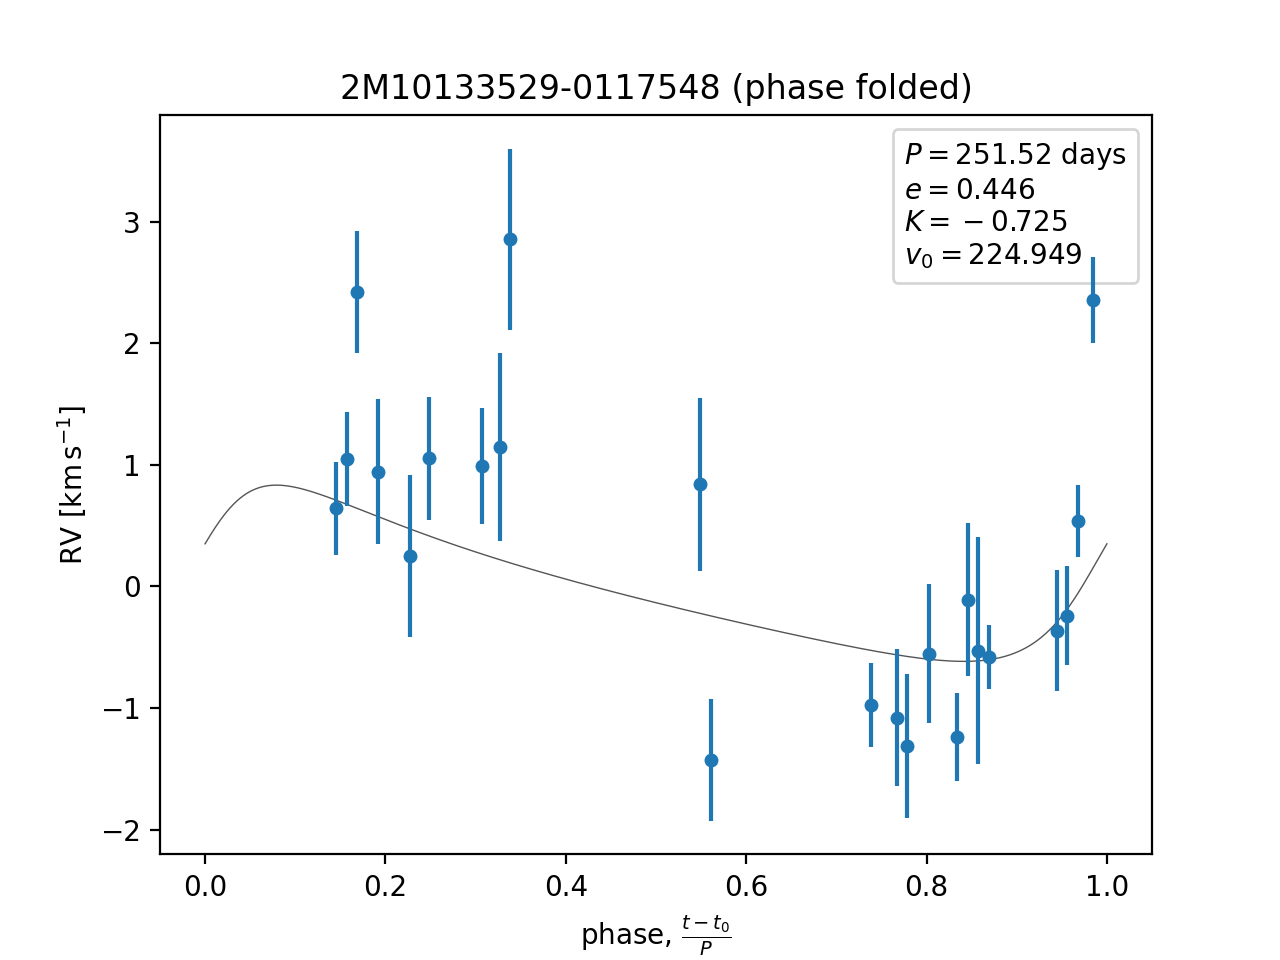 2M10133529-0117548 (phase folded)
P = 251.52 days
e = 0.446
K = −0.725
v₀ = 224.949
RV [km s⁻¹]
3
2
1
0
−1
−2
0.0 0.2 0.4 0.6 0.8 1.0
phase, (t − t₀)/P